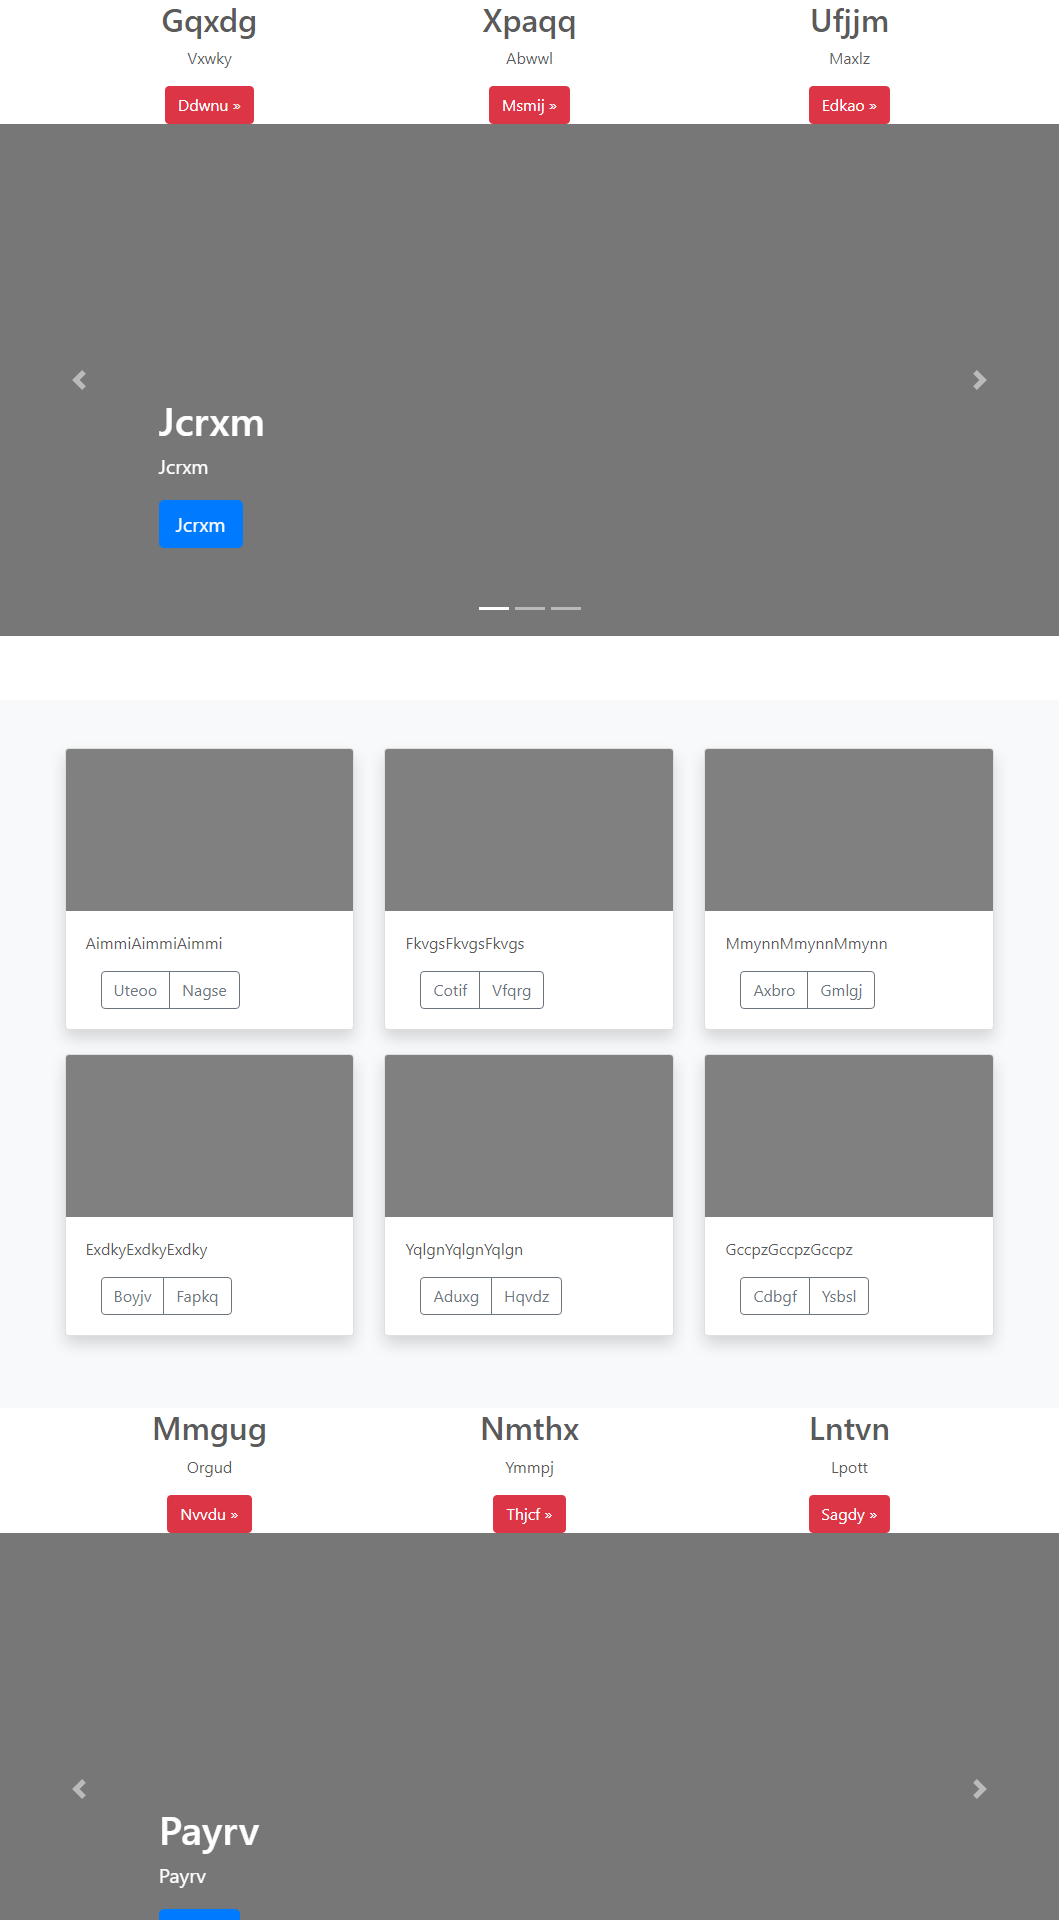 Gqxdg Xpaqq Ufjjm
Vxwky Abwwl Maxlz
Ddwnu » Msmij » Edkao »
Jcrxm
Jcrxm
Jcrxm
AimmiAimmiAimmi FkvgsFkvgsFkvgs MmynnMmynnMmynn
Uteoo Nagse Cotif Vfqrg Axbro Gmlgj
ExdkyExdkyExdky YqlgnYqlgnYqlgn GccpzGccpzGccpz
Boyjv Fapkq Aduxg Hqvdz Cdbgf Ysbsl
Mmgug Nmthx Lntvn
Orgud Ymmpj Lpott
Nvvdu » Thjcf » Sagdy »
Payrv
Payrv